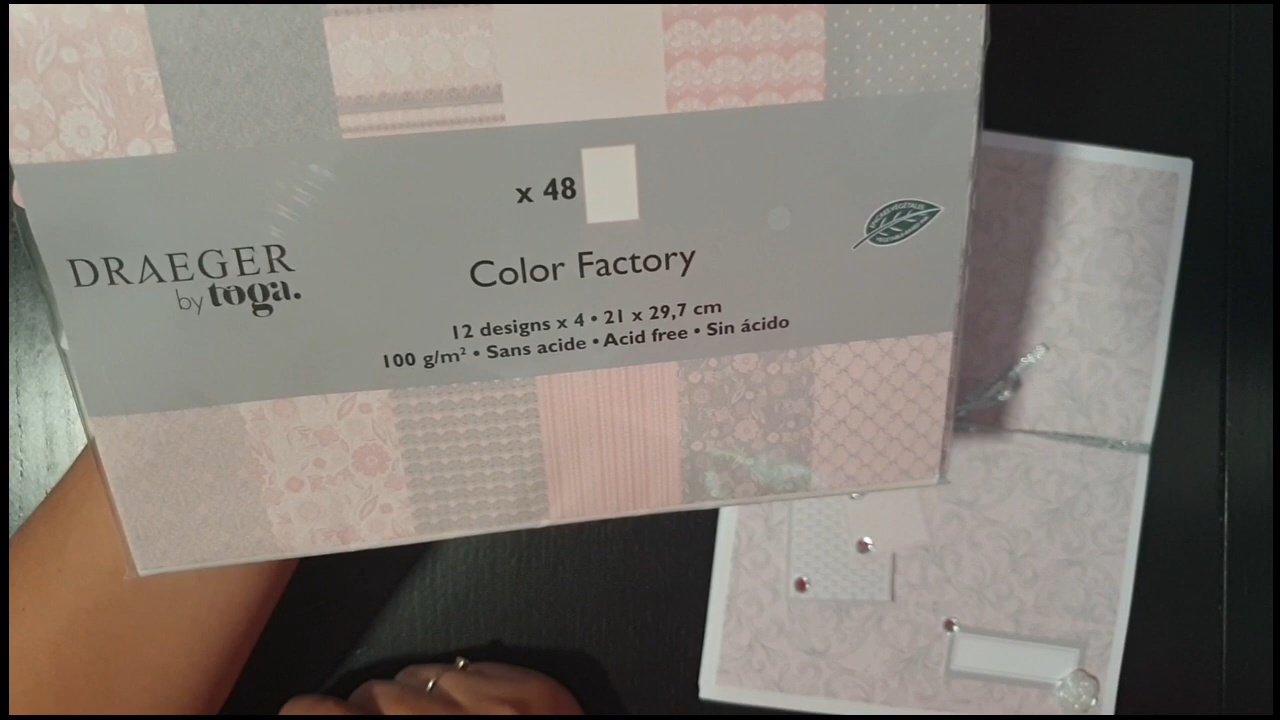 x 48
DRAEGER
by toga.
Color Factory
12 designs x 4 • 21 x 29,7 cm
100 g/m² • Sans acide • Acid free • Sin ácido